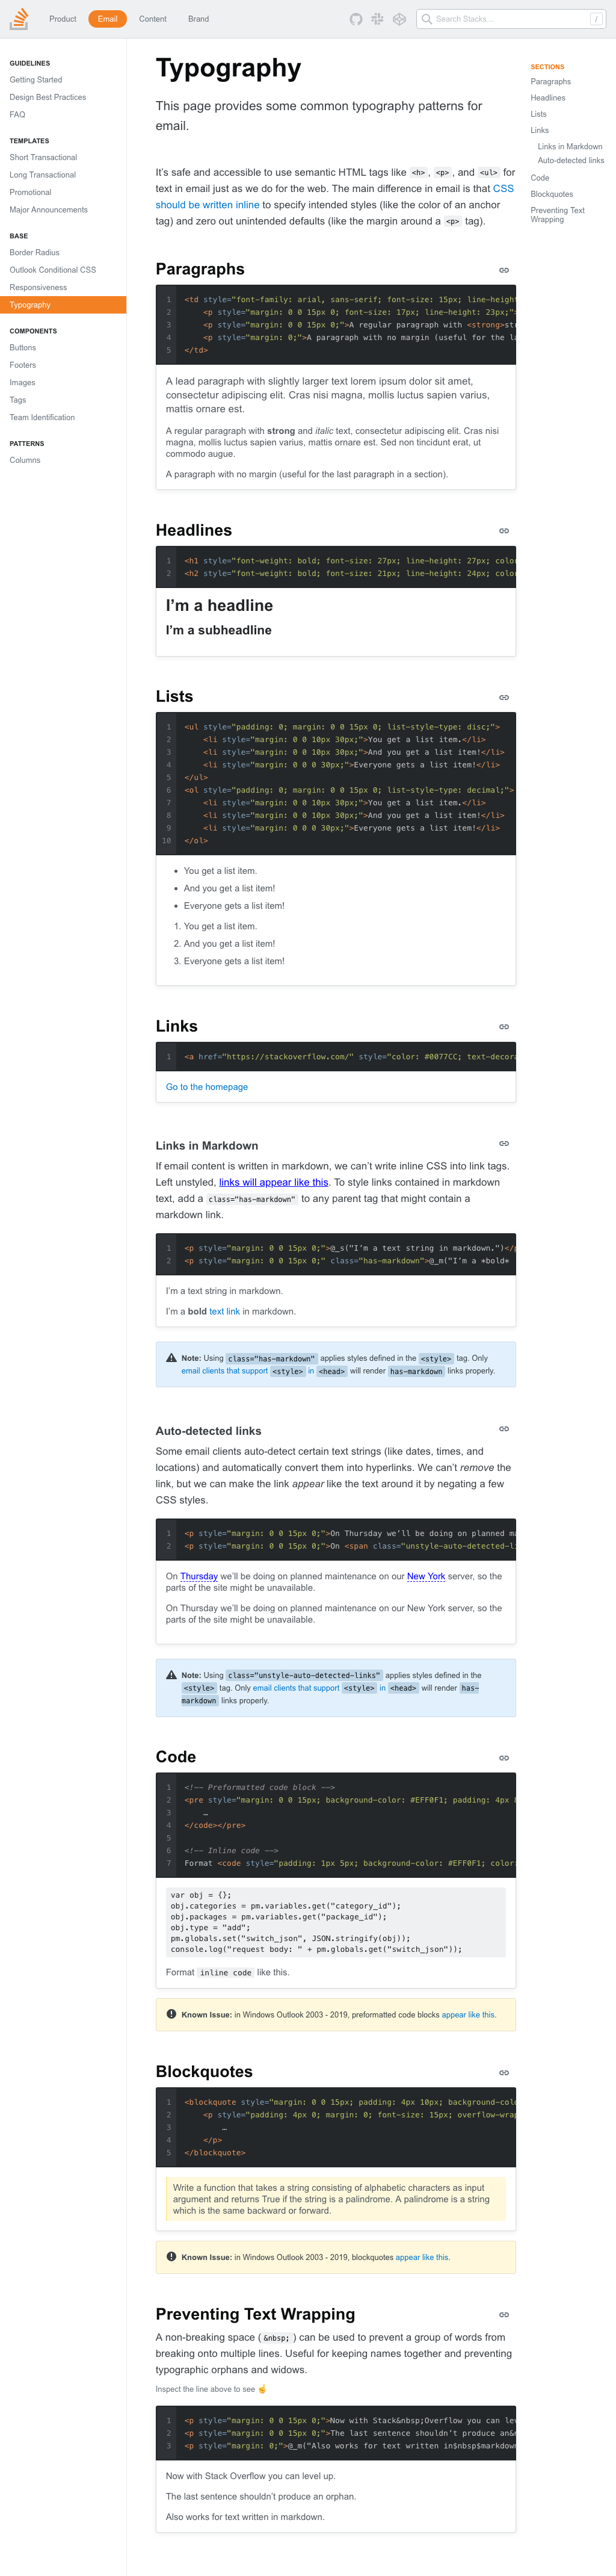 Product
Email
Content
Brand
Search Stacks…
/
GUIDELINES
Getting Started
Design Best Practices
FAQ
TEMPLATES
Short Transactional
Long Transactional
Promotional
Major Announcements
BASE
Border Radius
Outlook Conditional CSS
Responsiveness
Typography
COMPONENTS
Buttons
Footers
Images
Tags
Team Identification
PATTERNS
Columns
Typography
This page provides some common typography patterns for
email.
It’s safe and accessible to use semantic HTML tags like <h>, <p>, and <ul> for
text in email just as we do for the web. The main difference in email is that CSS
should be written inline to specify intended styles (like the color of an anchor
tag) and zero out unintended defaults (like the margin around a <p> tag).
SECTIONS
Paragraphs
Headlines
Lists
Links
Links in Markdown
Auto-detected links
Code
Blockquotes
Preventing Text
Wrapping
Paragraphs
1 <td style="font-family: arial, sans-serif; font-size: 15px; line-height
2 <p style="margin: 0 0 15px 0; font-size: 17px; line-height: 23px;">
3 <p style="margin: 0 0 15px 0;">A regular paragraph with <strong>str
4 <p style="margin: 0;">A paragraph with no margin (useful for the la
5 </td>
A lead paragraph with slightly larger text lorem ipsum dolor sit amet,
consectetur adipiscing elit. Cras nisi magna, mollis luctus sapien varius,
mattis ornare est.
A regular paragraph with strong and italic text, consectetur adipiscing elit. Cras nisi
magna, mollis luctus sapien varius, mattis ornare est. Sed non tincidunt erat, ut
commodo augue.
A paragraph with no margin (useful for the last paragraph in a section).
Headlines
1 <h1 style="font-weight: bold; font-size: 27px; line-height: 27px; color
2 <h2 style="font-weight: bold; font-size: 21px; line-height: 24px; color
I’m a headline
I’m a subheadline
Lists
1 <ul style="padding: 0; margin: 0 0 15px 0; list-style-type: disc;">
2 <li style="margin: 0 0 10px 30px;">You get a list item.</li>
3 <li style="margin: 0 0 10px 30px;">And you get a list item!</li>
4 <li style="margin: 0 0 0 30px;">Everyone gets a list item!</li>
5 </ul>
6 <ol style="padding: 0; margin: 0 0 15px 0; list-style-type: decimal;">
7 <li style="margin: 0 0 10px 30px;">You get a list item.</li>
8 <li style="margin: 0 0 10px 30px;">And you get a list item!</li>
9 <li style="margin: 0 0 0 30px;">Everyone gets a list item!</li>
10 </ol>
• You get a list item.
• And you get a list item!
• Everyone gets a list item!
1. You get a list item.
2. And you get a list item!
3. Everyone gets a list item!
Links
1 <a href="https://stackoverflow.com/" style="color: #0077CC; text-decora
Go to the homepage
Links in Markdown
If email content is written in markdown, we can’t write inline CSS into link tags.
Left unstyled, links will appear like this. To style links contained in markdown
text, add a class="has-markdown" to any parent tag that might contain a
markdown link.
1 <p style="margin: 0 0 15px 0;">@_s("I’m a text string in markdown.")</p
2 <p style="margin: 0 0 15px 0;" class="has-markdown">@_m("I’m a *bold*
I’m a text string in markdown.
I’m a bold text link in markdown.
Note: Using class="has-markdown" applies styles defined in the <style> tag. Only
email clients that support <style> in <head> will render has-markdown links properly.
Auto-detected links
Some email clients auto-detect certain text strings (like dates, times, and
locations) and automatically convert them into hyperlinks. We can’t remove the
link, but we can make the link appear like the text around it by negating a few
CSS styles.
1 <p style="margin: 0 0 15px 0;">On Thursday we’ll be doing on planned ma
2 <p style="margin: 0 0 15px 0;">On <span class="unstyle-auto-detected-li
On Thursday we’ll be doing on planned maintenance on our New York server, so the
parts of the site might be unavailable.
On Thursday we’ll be doing on planned maintenance on our New York server, so the
parts of the site might be unavailable.
Note: Using class="unstyle-auto-detected-links" applies styles defined in the
<style> tag. Only email clients that support <style> in <head> will render has-
markdown links properly.
Code
1 <!-- Preformatted code block -->
2 <pre style="margin: 0 0 15px; background-color: #EFF0F1; padding: 4px 8
3 …
4 </code></pre>
5
6 <!-- Inline code -->
7 Format <code style="padding: 1px 5px; background-color: #EFF0F1; color:
var obj = {};
obj.categories = pm.variables.get("category_id");
obj.packages = pm.variables.get("package_id");
obj.type = "add";
pm.globals.set("switch_json", JSON.stringify(obj));
console.log("request body: " + pm.globals.get("switch_json"));
Format inline code like this.
Known Issue: in Windows Outlook 2003 - 2019, preformatted code blocks appear like this.
Blockquotes
1 <blockquote style="margin: 0 0 15px; padding: 4px 10px; background-colo
2 <p style="padding: 4px 0; margin: 0; font-size: 15px; overflow-wrap
3 …
4 </p>
5 </blockquote>
Write a function that takes a string consisting of alphabetic characters as input
argument and returns True if the string is a palindrome. A palindrome is a string
which is the same backward or forward.
Known Issue: in Windows Outlook 2003 - 2019, blockquotes appear like this.
Preventing Text Wrapping
A non-breaking space (&nbsp;) can be used to prevent a group of words from
breaking onto multiple lines. Useful for keeping names together and preventing
typographic orphans and widows.
Inspect the line above to see ☝
1 <p style="margin: 0 0 15px 0;">Now with Stack&nbsp;Overflow you can lev
2 <p style="margin: 0 0 15px 0;">The last sentence shouldn’t produce an&n
3 <p style="margin: 0;">@_m("Also works for text written in$nbsp$markdown
Now with Stack Overflow you can level up.
The last sentence shouldn’t produce an orphan.
Also works for text written in markdown.